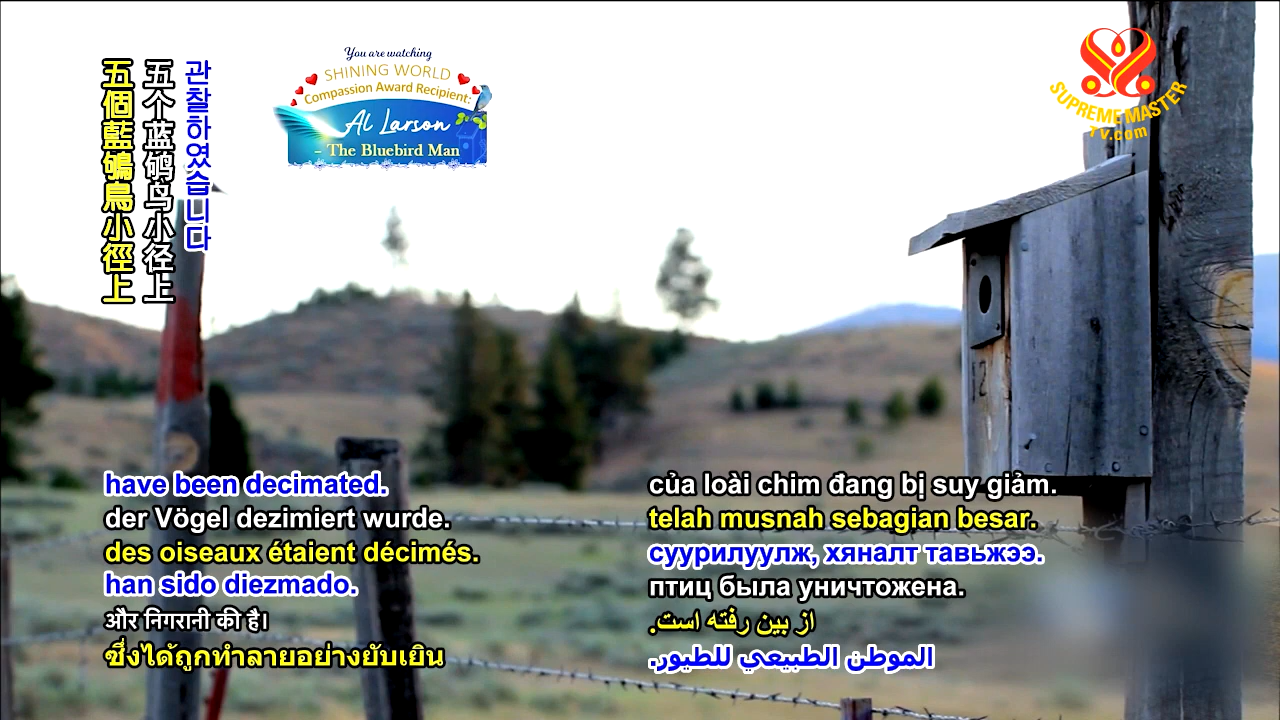 You are watching
SHINING WORLD
Compassion Award Recipient:
Al Larson
– The Bluebird Man
SUPREME MASTER
TV.com
관찰하였습니다
五个蓝鸲鸟小径上
五個藍鴝鳥小徑上
12
have been decimated.
der Vögel dezimiert wurde.
des oiseaux étaient décimés.
han sido diezmado.
और निगरानी की है।
ซึ่งได้ถูกทำลายอย่างยับเยิน
của loài chim đang bị suy giảm.
telah musnah sebagian besar.
суурилуулж, хяналт тавьжээ.
птиц была уничтожена.
از بین رفته است.
الموطن الطبيعي للطيور.